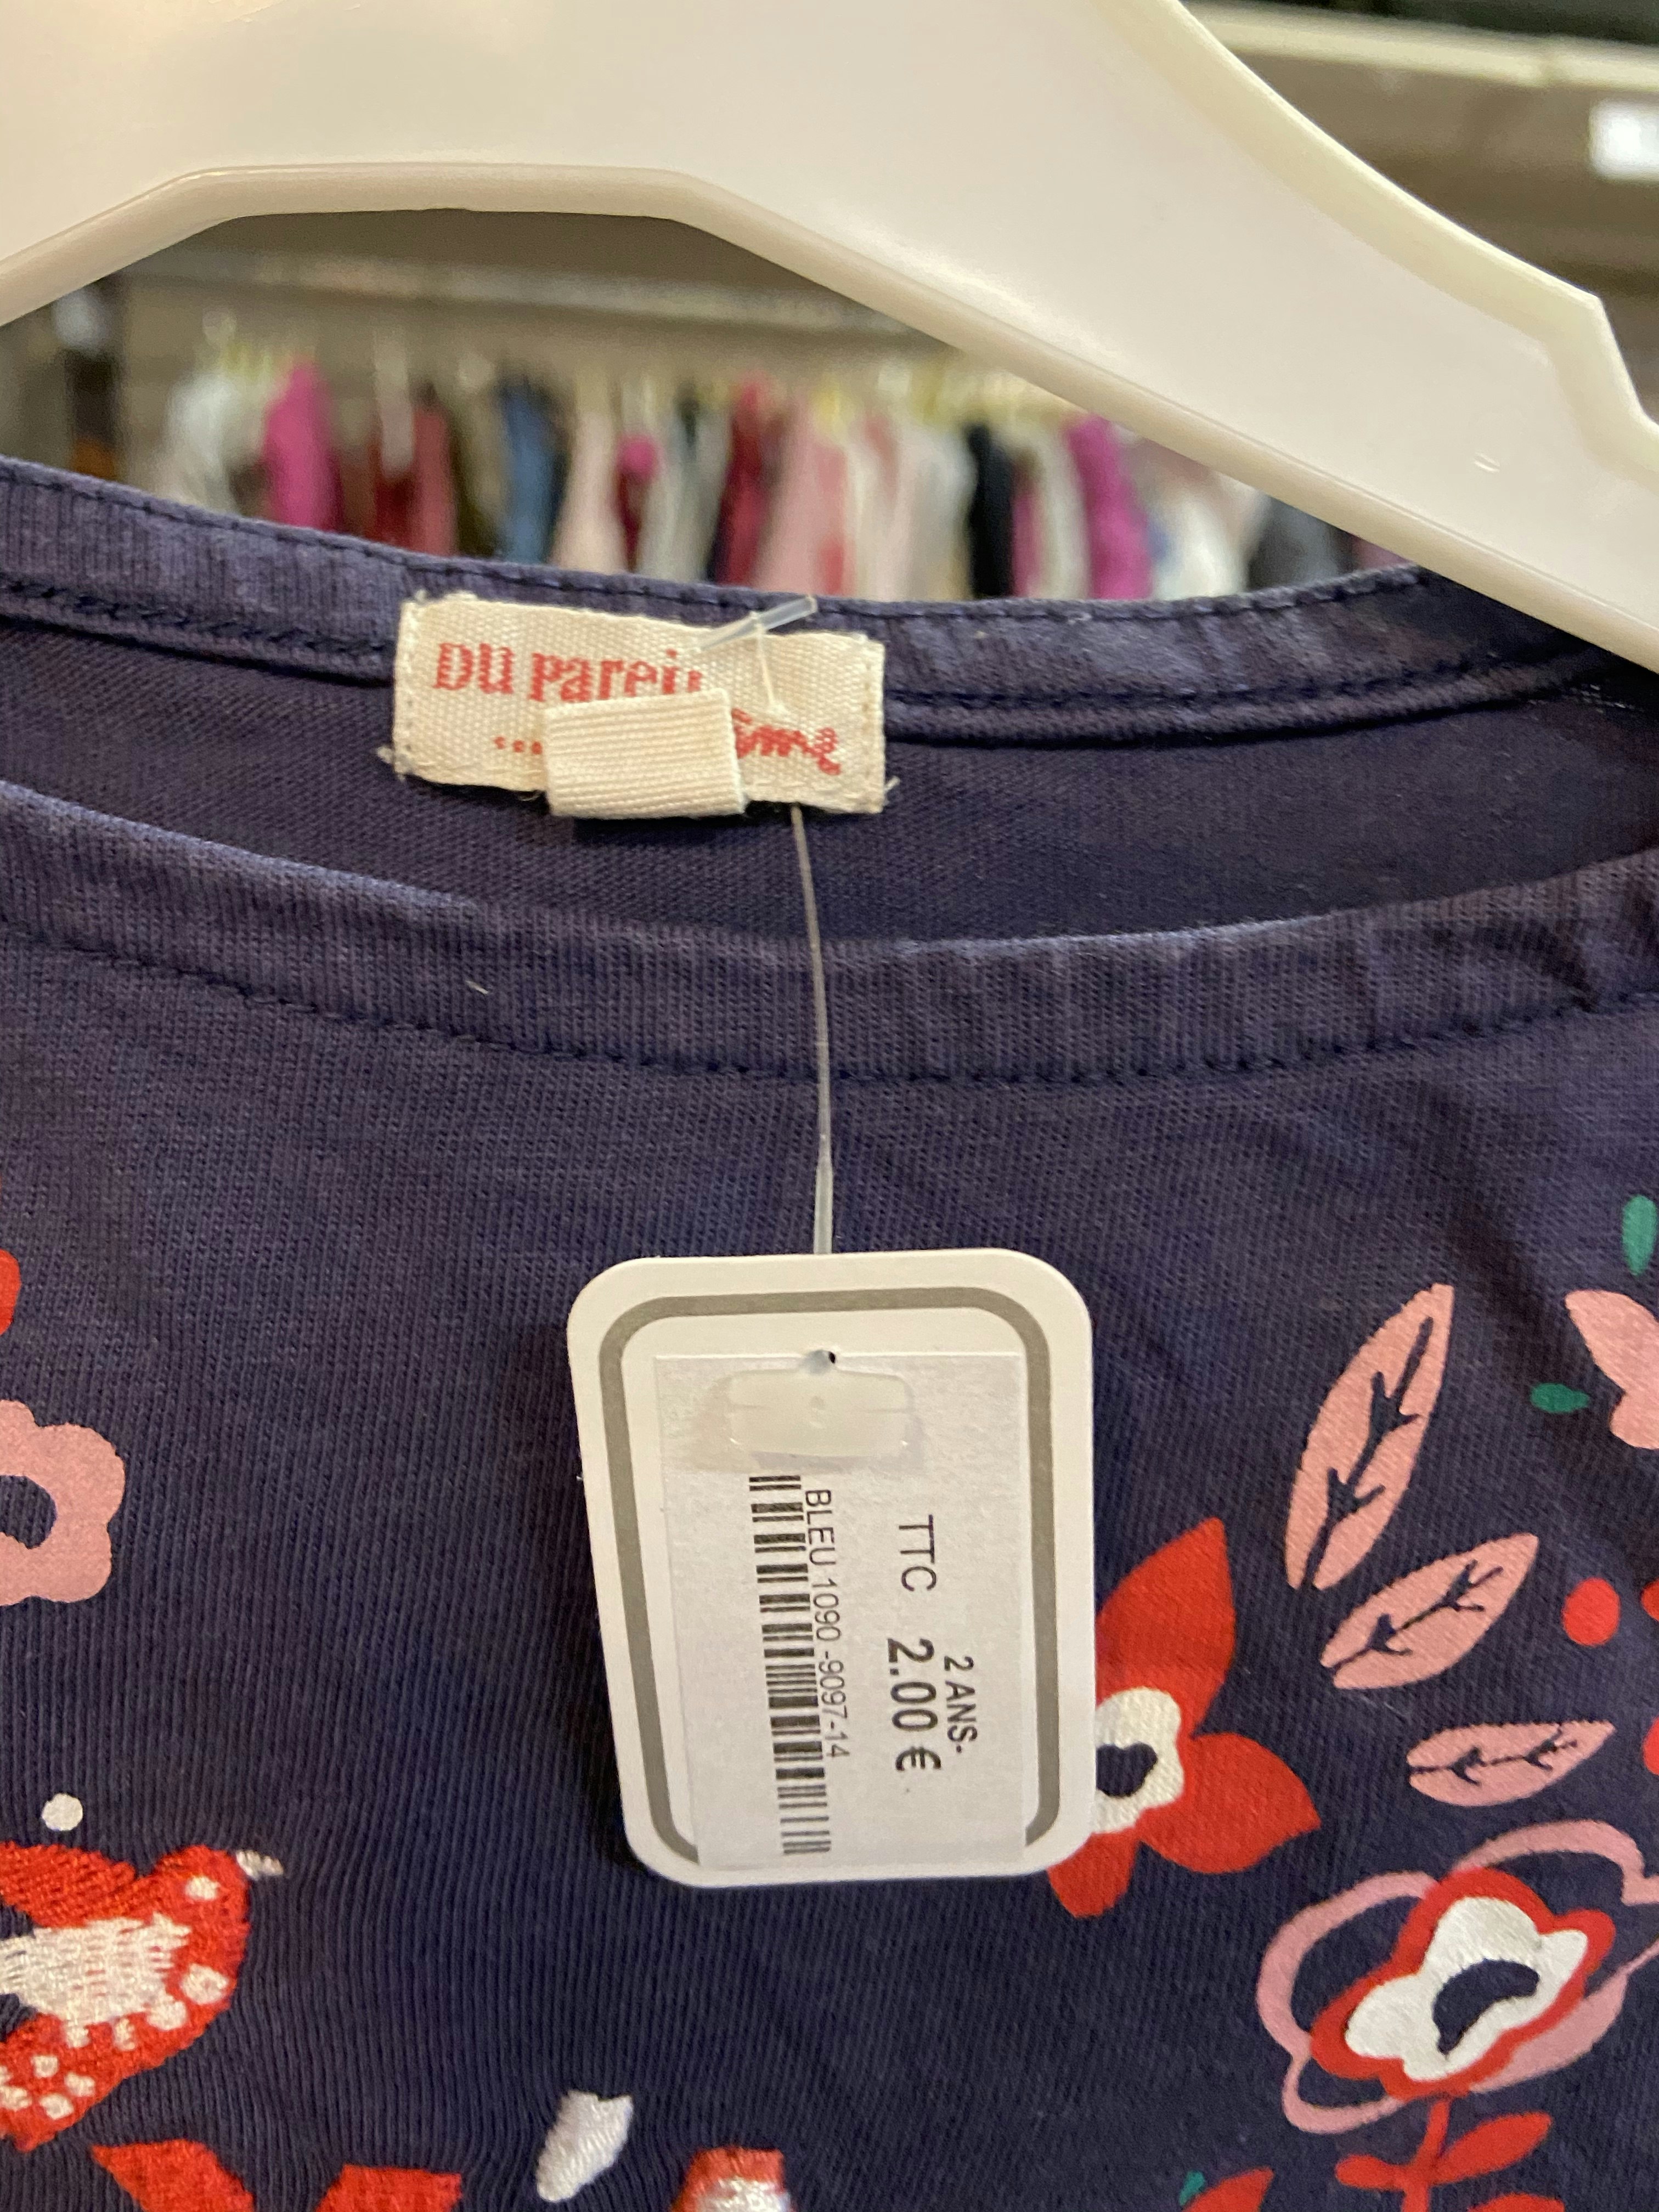 DU pareil
...
2 ANS-
TTC 2.00 €
BLEU 1090 -9097-14